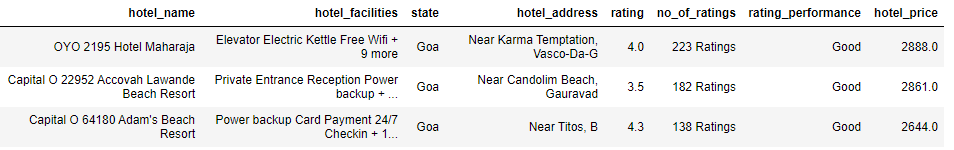 hotel_name hotel_facilities state hotel_address rating no_of_ratings rating_performance hotel_price
OYO 2195 Hotel Maharaja Elevator Electric Kettle Free Wifi + 9 more Goa Near Karma Temptation, Vasco-Da-G 4.0 223 Ratings Good 2888.0
Capital O 22952 Accovah Lawande Beach Resort Private Entrance Reception Power backup + ... Goa Near Candolim Beach, Gauravad 3.5 182 Ratings Good 2861.0
Capital O 64180 Adam's Beach Resort Power backup Card Payment 24/7 Checkin + 1... Goa Near Titos, B 4.3 138 Ratings Good 2644.0